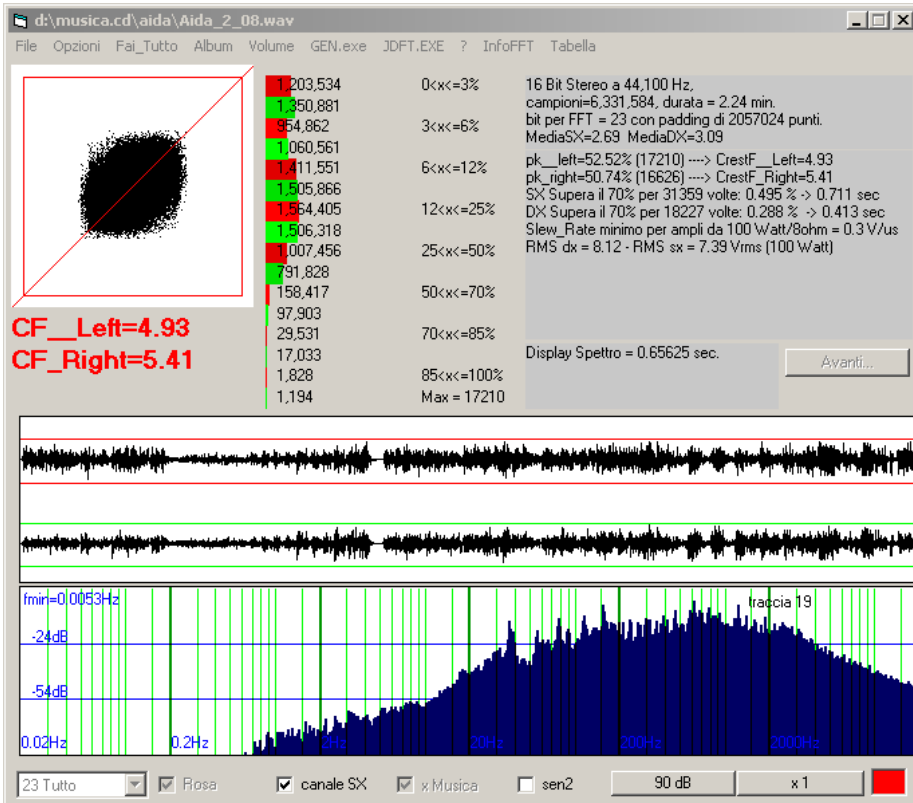 d:\musica.cd\aida\Aida_2_08.wav
File Opzioni Fai_Tutto Album Volume GEN.exe JDFT.EXE ? InfoFFT Tabella
1,203,534 0<x<=3%
1,350,881
954,862 3<x<=6%
1,060,561
1,411,551 6<x<=12%
1,505,866
1,564,405 12<x<=25%
1,506,318
1,007,456 25<x<=50%
791,828
158,417 50<x<=70%
97,903
29,531 70<x<=85%
17,033
1,828 85<x<=100%
1,194 Max = 17210
16 Bit Stereo a 44,100 Hz,
campioni=6,331,584, durata = 2.24 min.
bit per FFT = 23 con padding di 2057024 punti.
MediaSX=2.69 MediaDX=3.09
pk__left=52.52% (17210) ----> CrestF__Left=4.93
pk_right=50.74% (16626) ----> CrestF_Right=5.41
SX Supera il 70% per 31359 volte: 0.495 % -> 0.711 sec
DX Supera il 70% per 18227 volte: 0.288 % -> 0.413 sec
Slew_Rate minimo per ampli da 100 Watt/8ohm = 0.3 V/us
RMS dx = 8.12 - RMS sx = 7.39 Vrms (100 Watt)
CF__Left=4.93
CF_Right=5.41
Display Spettro = 0.65625 sec.
Avanti...
fmin=0.0053Hz
traccia 19
-24dB
-54dB
0.02Hz 0.2Hz 2Hz 20Hz 200Hz 2000Hz
23 Tutto Rosa canale SX x Musica sen2 90 dB x 1